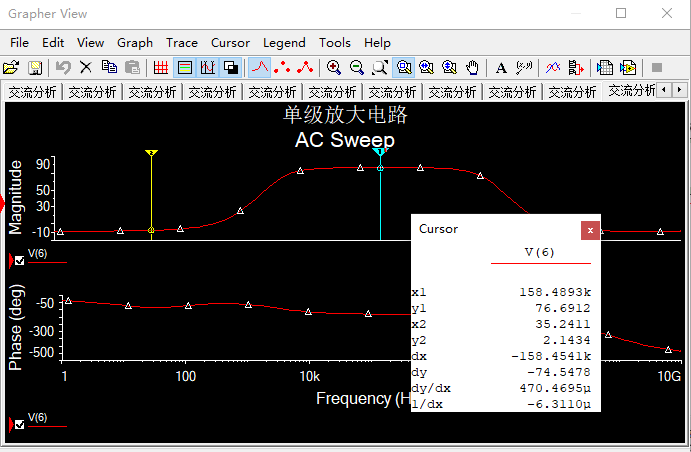 Grapher View
File Edit View Graph Trace Cursor Legend Tools Help
交流分析 交流分析 交流分析 交流分析 交流分析 交流分析 交流分析 交流分析 交流分析 交流分析 交流分析
单级放大电路
AC Sweep
Magnitude
90
50
30
-10
2
1
V(6)
Phase (deg)
-50
-300
-500
1 100 10k 10G
Frequency (H
V(6)
Cursor
x
V(6)
x1 158.4893k
y1 76.6912
x2 35.2411
y2 2.1434
dx -158.4541k
dy -74.5478
dy/dx 470.4695µ
1/dx -6.3110µ